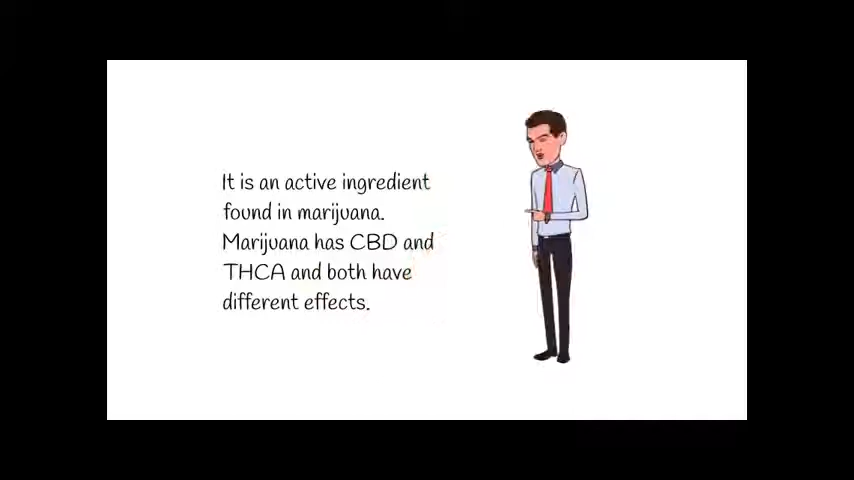 It is an active ingredient
found in marijuana.
Marijuana has CBD and
THCA and both have
different effects.